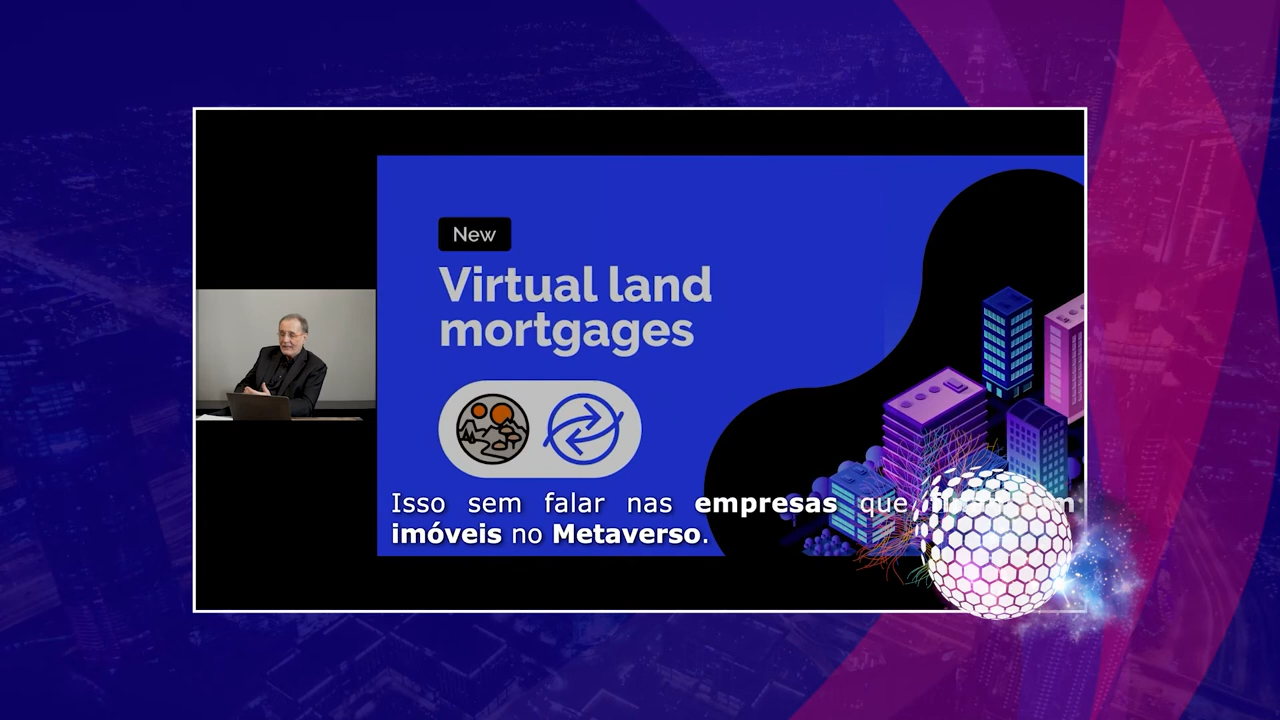 New
Virtual land
mortgages
Isso sem falar nas empresas que
imóveis no Metaverso.